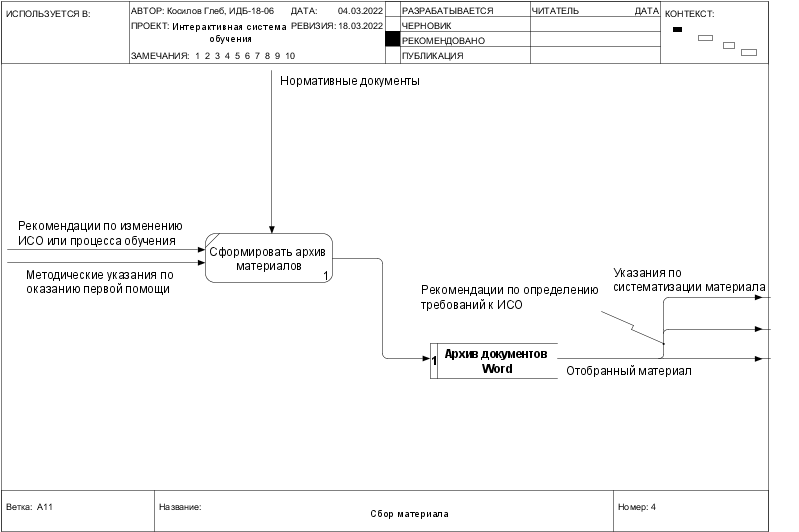 ИСПОЛЬЗУЕТСЯ В:
АВТОР: Косилов Глеб, ИДБ-18-06
ДАТА: 04.03.2022
ПРОЕКТ: Интерактивная система
обучения
РЕВИЗИЯ: 18.03.2022
ЗАМЕЧАНИЯ: 1 2 3 4 5 6 7 8 9 10
РАЗРАБАТЫВАЕТСЯ
ЧЕРНОВИК
РЕКОМЕНДОВАНО
ПУБЛИКАЦИЯ
ЧИТАТЕЛЬ ДАТА
КОНТЕКСТ:
Нормативные документы
Рекомендации по изменению
ИСО или процесса обучения
Методические указания по
оказанию первой помощи
Сформировать архив
материалов
1
Рекомендации по определению
требований к ИСО
Указания по
систематизации материала
1
Архив документов
Word
Отобранный материал
Ветка: A11
Название:
Сбор материала
Номер: 4